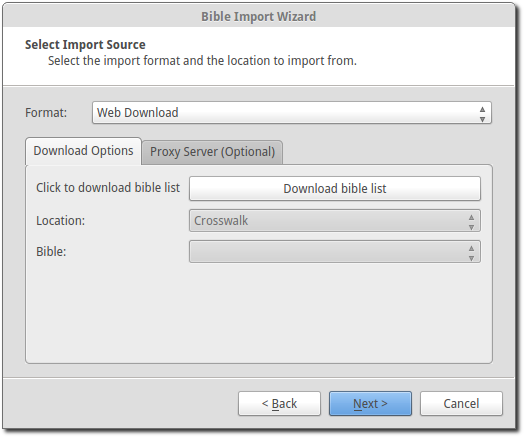 Bible Import Wizard
Select Import Source
Select the import format and the location to import from.
Format: Web Download
Download Options Proxy Server (Optional)
Click to download bible list Download bible list
Location: Crosswalk
Bible:
< Back Next > Cancel